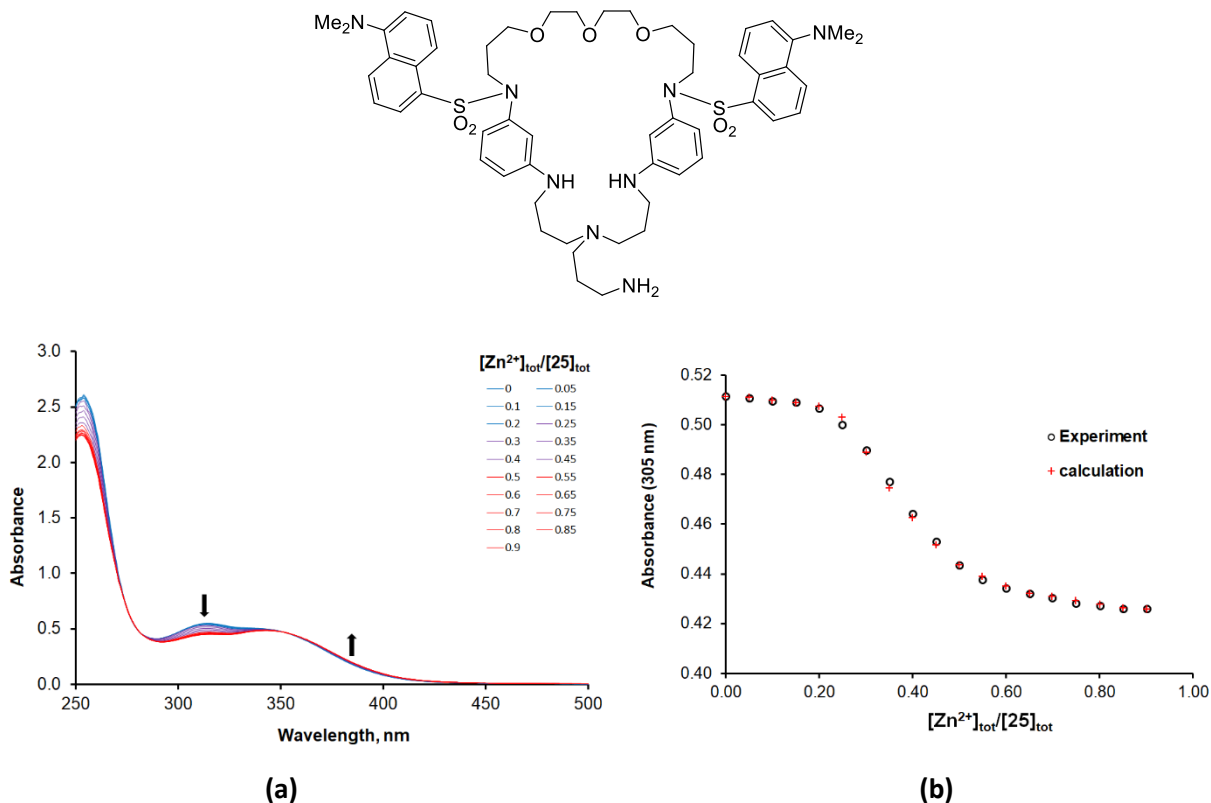 Me2N
O
O
O
NMe2
N
N
S
O2
S
O2
NH
HN
N
NH2
[Zn2+]tot/[25]tot
0 0.05
0.1 0.15
0.2 0.25
0.3 0.35
0.4 0.45
0.5 0.55
0.6 0.65
0.7 0.75
0.8 0.85
0.9
3.0
2.5
2.0
1.5
1.0
0.5
0.0
Absorbance
250 300 350 400 450 500
Wavelength, nm
(a)
0.52
0.50
0.48
0.46
0.44
0.42
0.40
Absorbance (305 nm)
Experiment
calculation
0.00 0.20 0.40 0.60 0.80 1.00
[Zn2+]tot/[25]tot
(b)